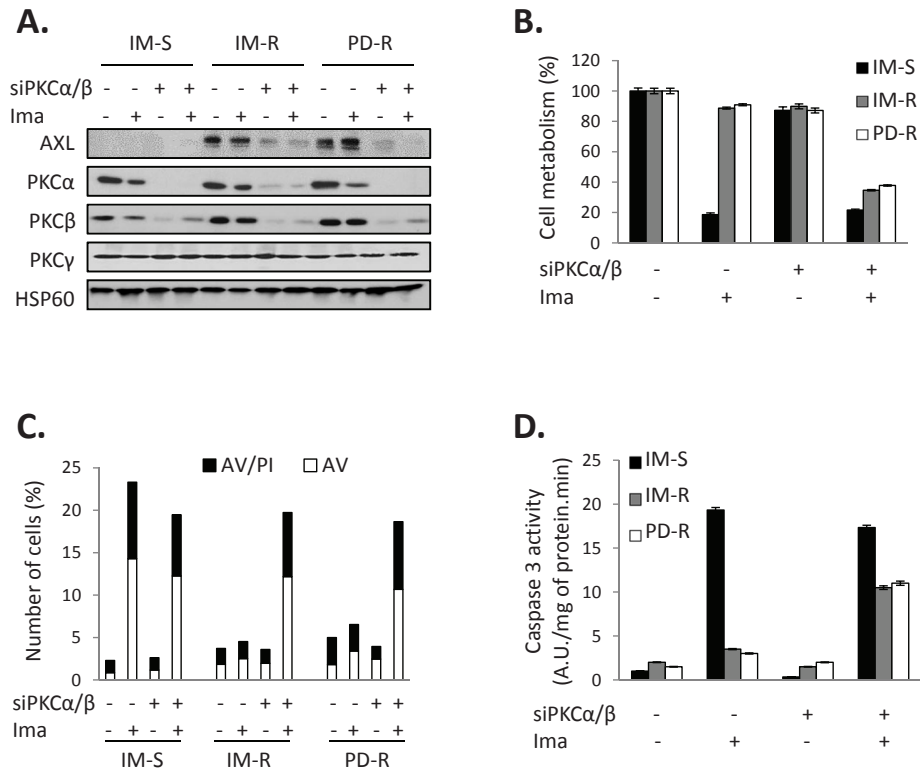 A.
IM-S IM-R PD-R
siPKCα/β - - + + - - + + - - + +
Ima - + - + - + - + - + - +
AXL
PKCα
PKCβ
PKCγ
HSP60
B.
Cell metabolism (%)
120
100
80
60
40
20
0
IM-S
IM-R
PD-R
siPKCα/β - - + +
Ima - + - +
C.
Number of cells (%)
25
20
15
10
5
0
AV/PI AV
siPKCα/β - - + + - - + + - - + +
Ima - + - + - + - + - + - +
IM-S IM-R PD-R
D.
Caspase 3 activity
(A.U./mg of protein.min)
25
20
15
10
5
0
IM-S
IM-R
PD-R
siPKCα/β - - + +
Ima - + - +